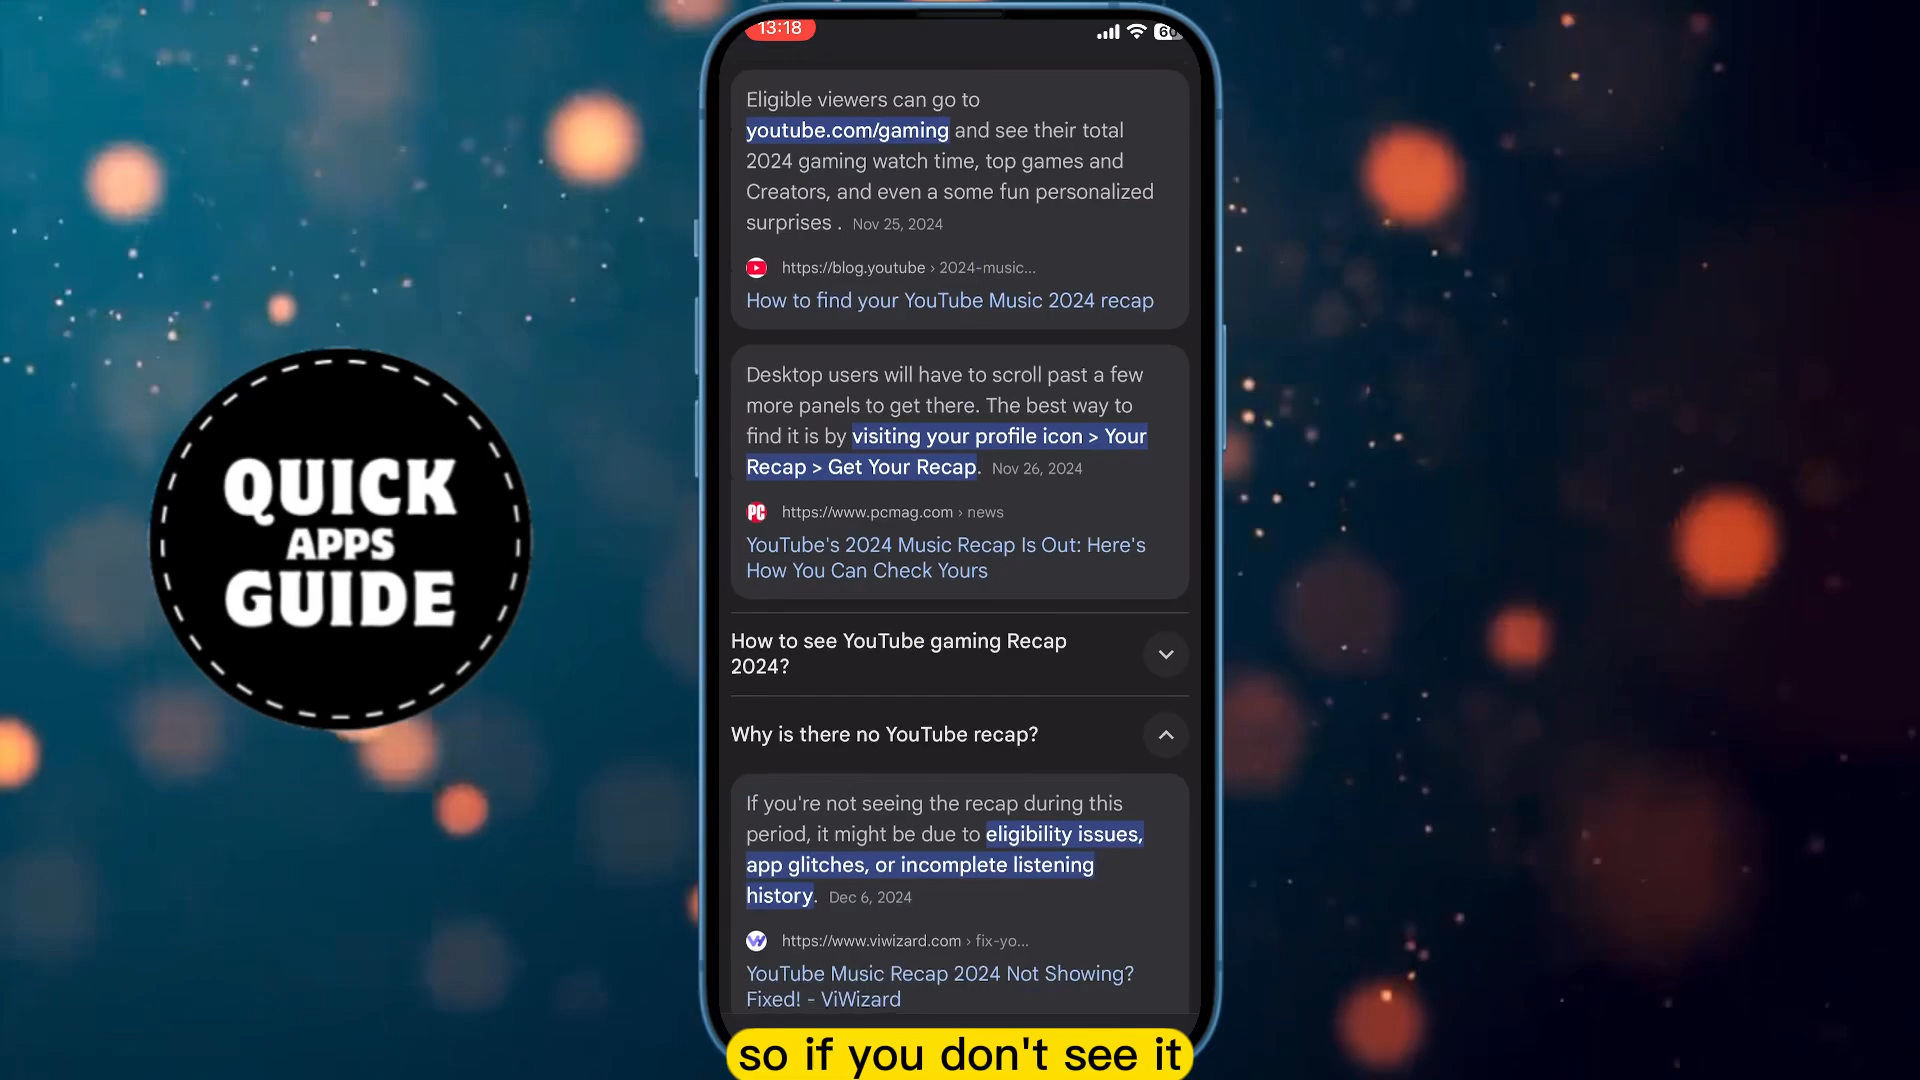 13:18
Eligible viewers can go to
youtube.com/gaming and see their total
2024 gaming watch time, top games and
Creators, and even a some fun personalized
surprises . Nov 25, 2024
https://blog.youtube › 2024-music...
How to find your YouTube Music 2024 recap
Desktop users will have to scroll past a few
more panels to get there. The best way to
find it is by visiting your profile icon > Your
Recap > Get Your Recap. Nov 26, 2024
PC https://www.pcmag.com › news
YouTube's 2024 Music Recap Is Out: Here's
How You Can Check Yours
How to see YouTube gaming Recap
2024?
Why is there no YouTube recap?
If you're not seeing the recap during this
period, it might be due to eligibility issues,
app glitches, or incomplete listening
history. Dec 6, 2024
https://www.viwizard.com › fix-yo...
YouTube Music Recap 2024 Not Showing?
Fixed! - ViWizard
QUICK
APPS
GUIDE
so if you don't see it